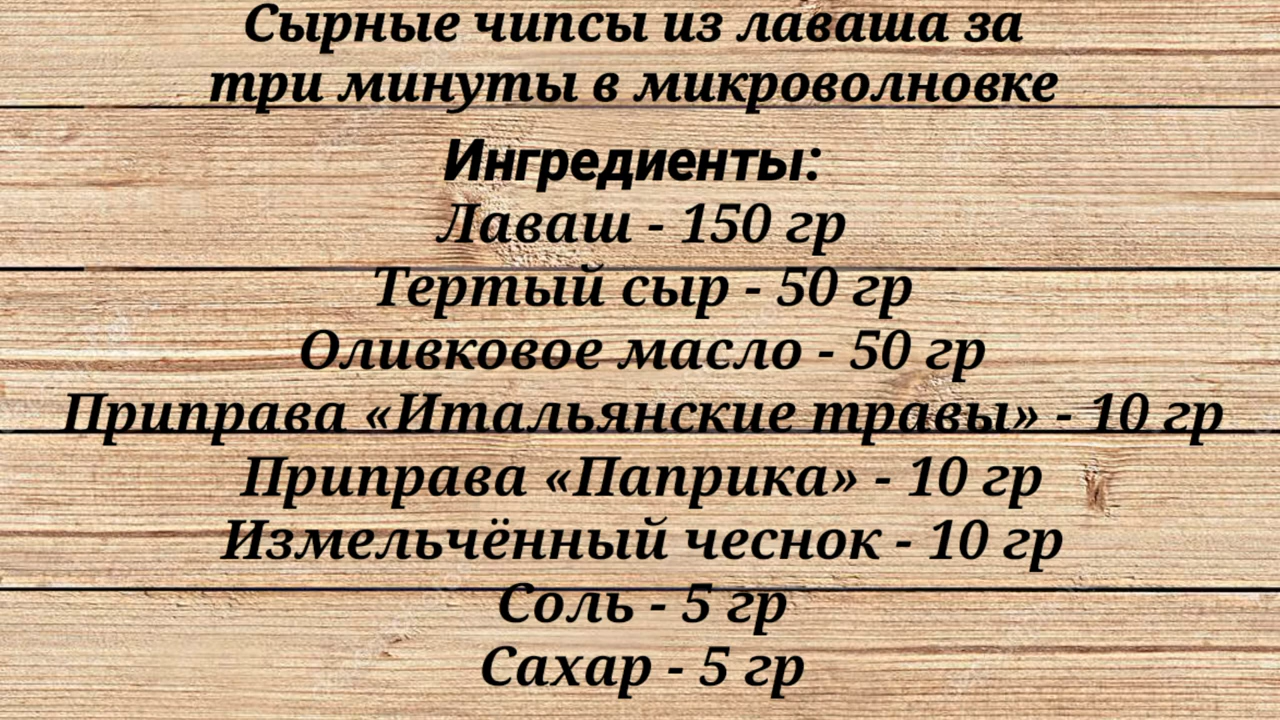 Сырные чипсы из лаваша за
три минуты в микроволновке
Ингредиенты:
Лаваш - 150 гр
Тертый сыр - 50 гр
Оливковое масло - 50 гр
Приправа «Итальянские травы» - 10 гр
Приправа «Паприка» - 10 гр
Измельчённый чеснок - 10 гр
Соль - 5 гр
Сахар - 5 гр